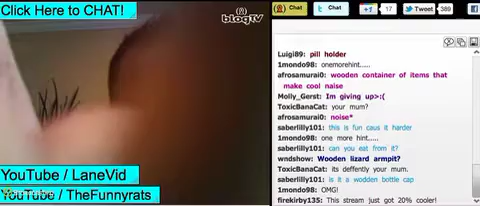 Click Here to CHAT!
blogTV
YouTube / LaneVid
YouTube / TheFunnyrats
Chat
Chat
+1
17
Tweet
389
Luigi89: pill holder
1mondo98: onemorehint.....
afrosamurai0: wooden container of items that
make cool naise
Molly_Gerst: Im giving up>:(
ToxicBanaCat: your mum?
afrosamurai0: noise*
saberlilly101: this is fun caus it harder
1mondo98: one more hint.....
saberlilly101: can you eat from it?
wndshow: Wooden lizard armpit?
ToxicBanaCat: its deffently your mum.
saberlilly101: is it a wodden bottle cap
1mondo98: OMG!
firekirby135: This stream just got 20% cooler!